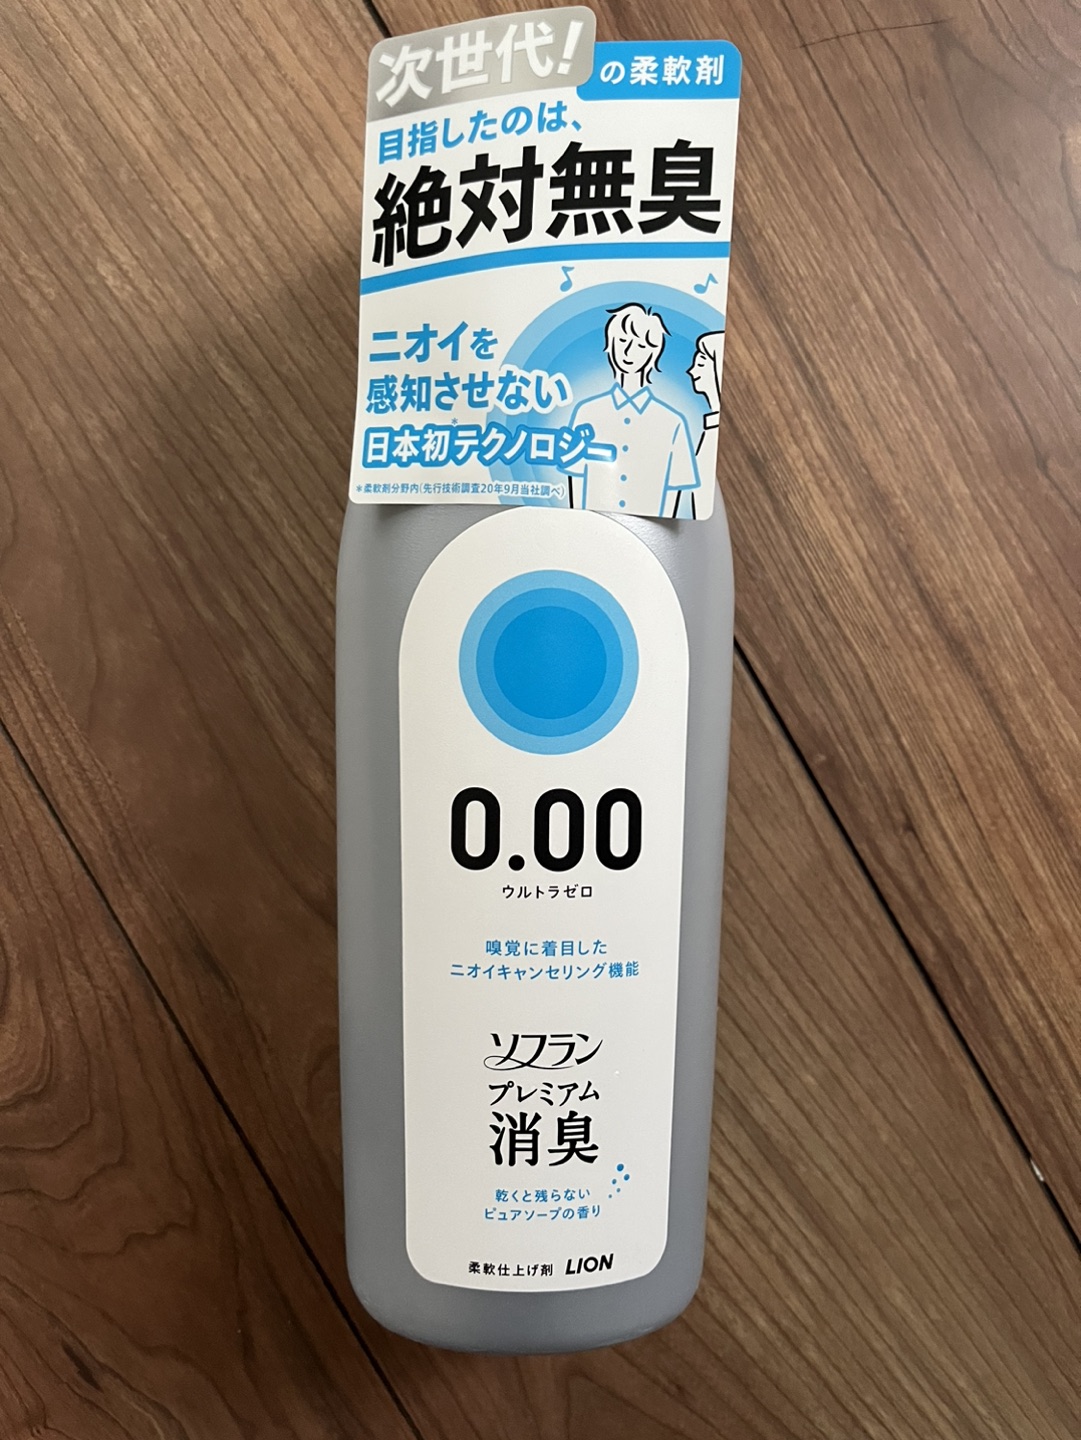 次世代!の柔軟剤
目指したのは、
絶対無臭
ニオイを
感知させない
日本初*テクノロジー
*柔軟剤分野内(先行技術調査20年9月当社調べ)
0.00
ウルトラゼロ
嗅覚に着目した
ニオイキャンセリング機能
ソフラン
プレミアム
消臭
乾くと残らない
ピュアソープの香り
柔軟仕上げ剤 LION